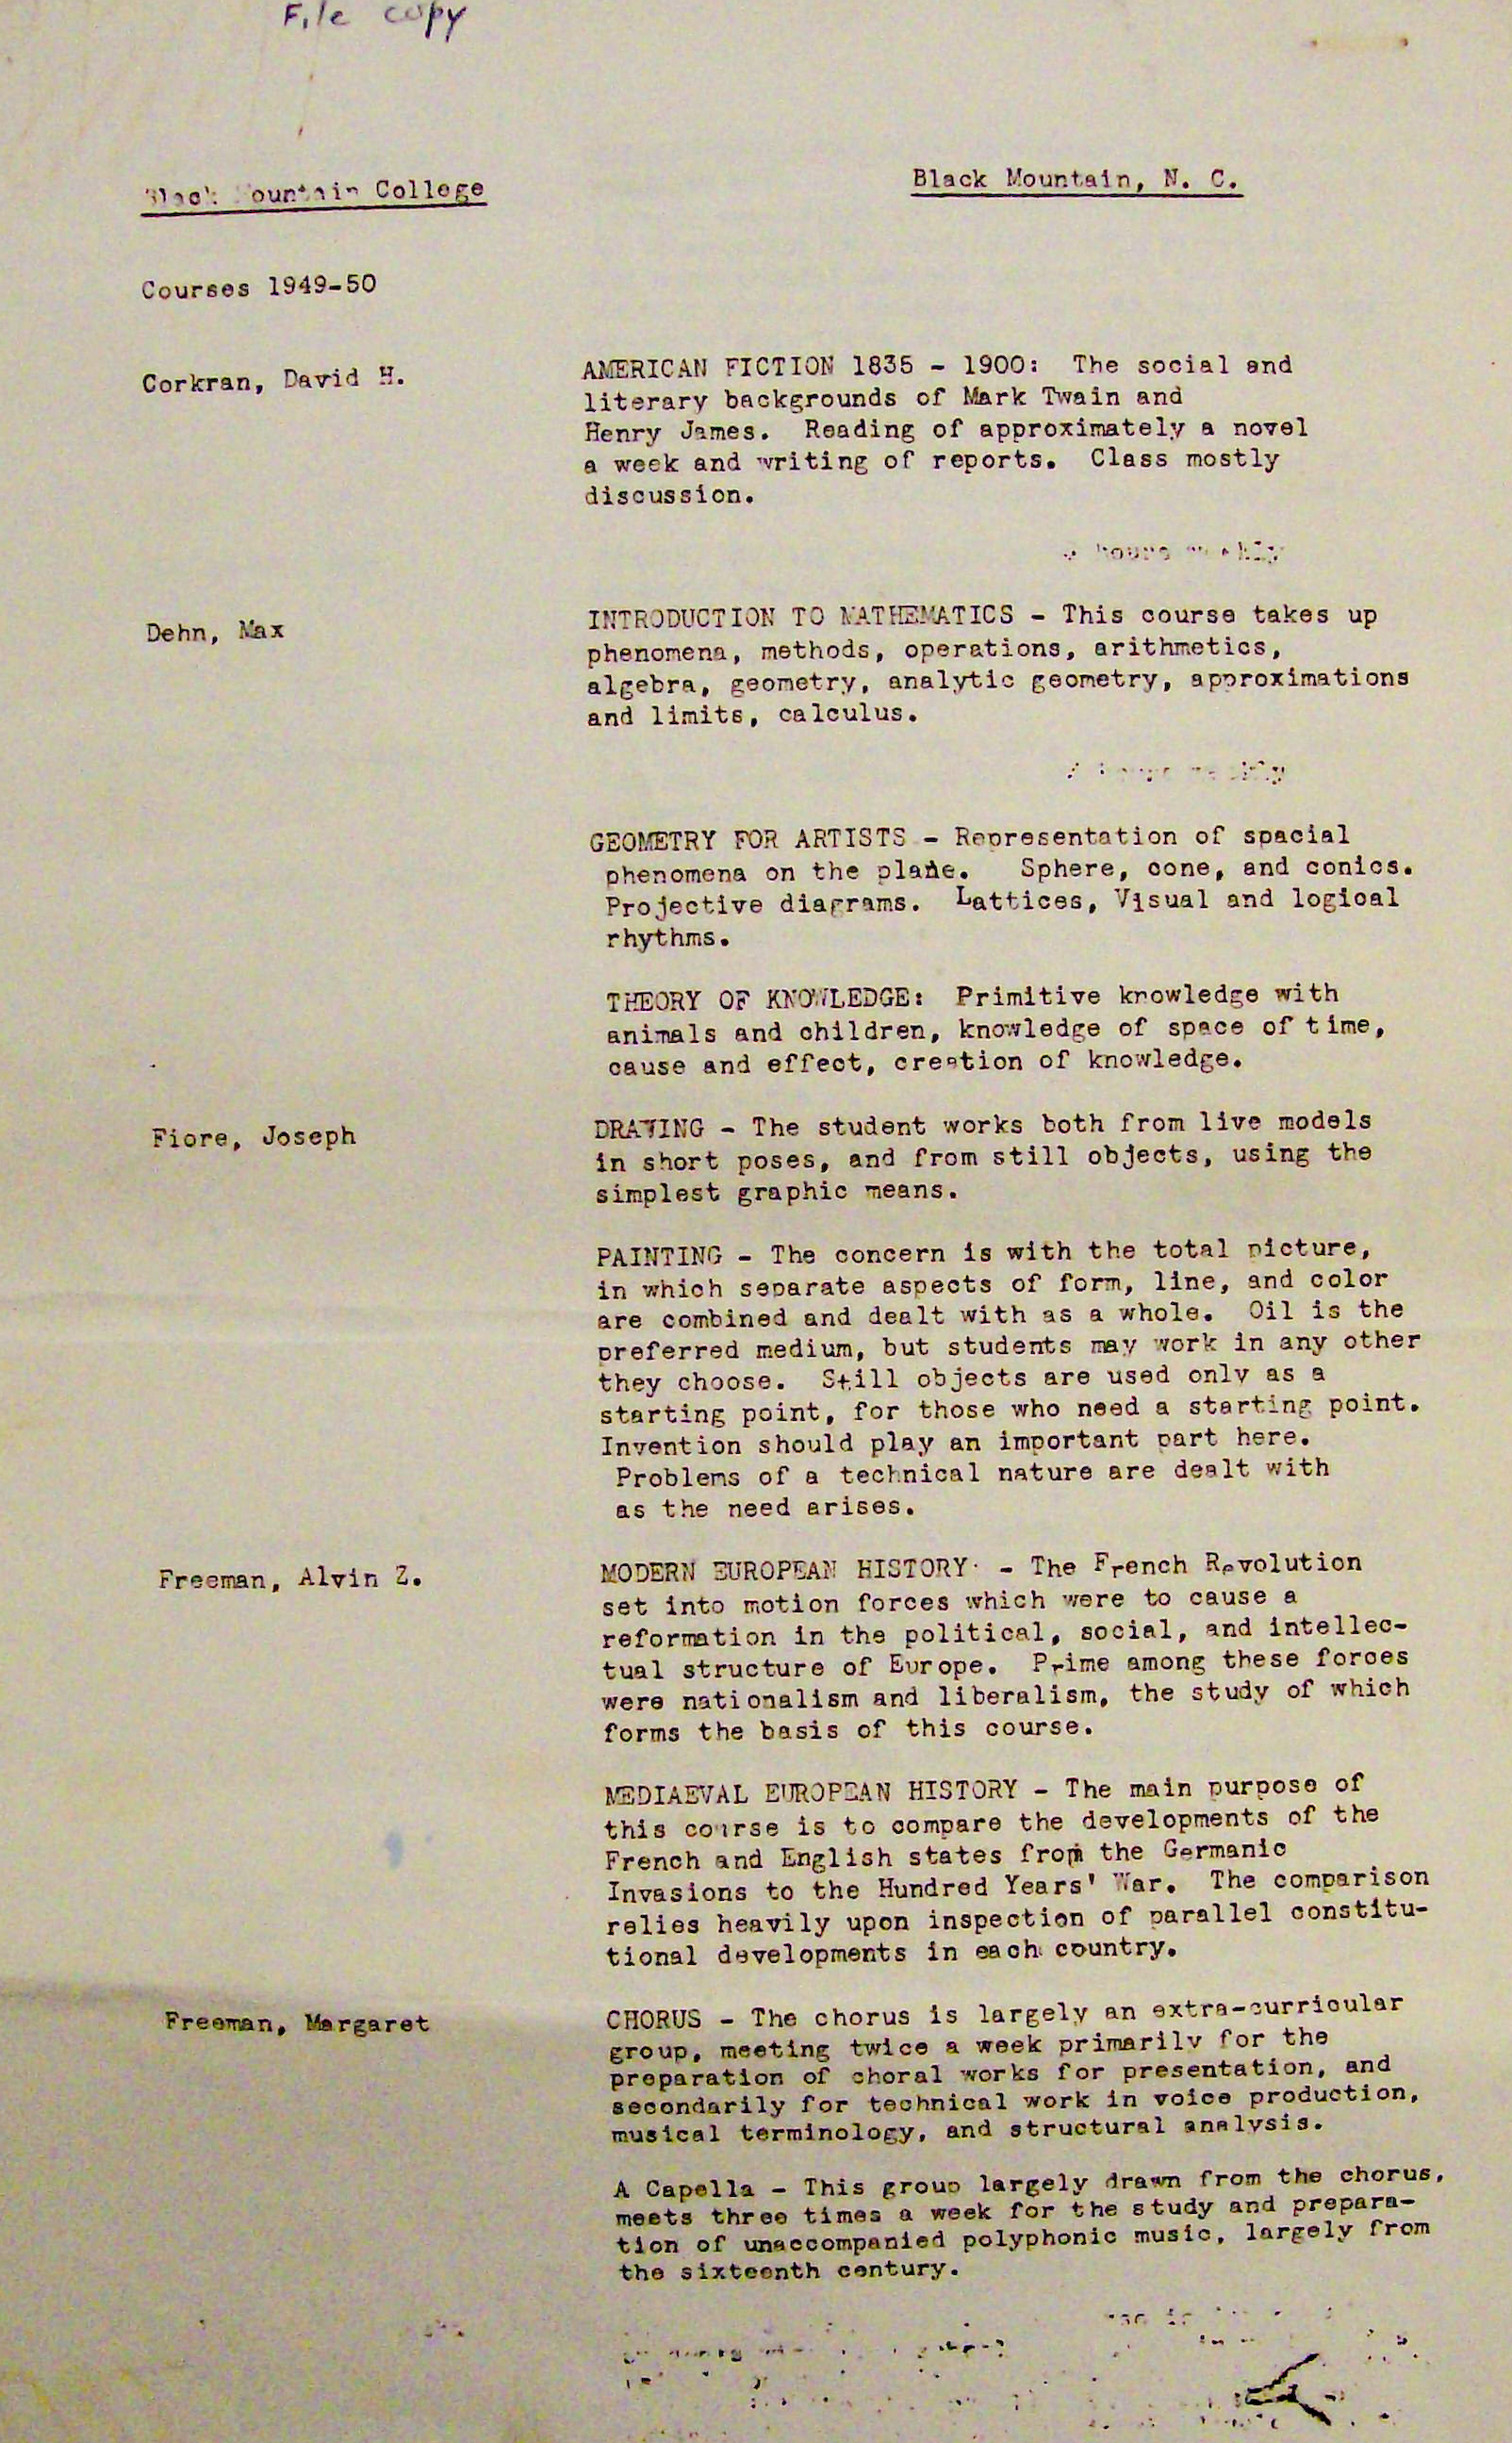 File copy
Black Mountain College
Black Mountain, N. C.
Courses 1949-50
Corkran, David H.
AMERICAN FICTION 1835 - 1900: The social and
literary backgrounds of Mark Twain and
Henry James. Reading of approximately a novel
a week and writing of reports. Class mostly
discussion.
hours weekly
Dehn, Max
INTRODUCTION TO MATHEMATICS - This course takes up
phenomena, methods, operations, arithmetics,
algebra, geometry, analytic geometry, approximations
and limits, calculus.
GEOMETRY FOR ARTISTS - Representation of spacial
phenomena on the plane. Sphere, cone, and conics.
Projective diagrams. Lattices, Visual and logical
rhythms.
THEORY OF KNOWLEDGE: Primitive knowledge with
animals and children, knowledge of space of time,
cause and effect, creation of knowledge.
Fiore, Joseph
DRAWING - The student works both from live models
in short poses, and from still objects, using the
simplest graphic means.
PAINTING - The concern is with the total picture,
in which separate aspects of form, line, and color
are combined and dealt with as a whole. Oil is the
preferred medium, but students may work in any other
they choose. Still objects are used only as a
starting point, for those who need a starting point.
Invention should play an important part here.
Problems of a technical nature are dealt with
as the need arises.
Freeman, Alvin Z.
MODERN EUROPEAN HISTORY - The French Revolution
set into motion forces which were to cause a
reformation in the political, social, and intellec-
tual structure of Europe. Prime among these forces
were nationalism and liberalism, the study of which
forms the basis of this course.
MEDIAEVAL EUROPEAN HISTORY - The main purpose of
this course is to compare the developments of the
French and English states from the Germanic
Invasions to the Hundred Years' War. The comparison
relies heavily upon inspection of parallel constitu-
tional developments in each country.
Freeman, Margaret
CHORUS - The chorus is largely an extra-curricular
group, meeting twice a week primarily for the
preparation of choral works for presentation, and
secondarily for technical work in voice production,
musical terminology, and structural analysis.
A Capella - This group largely drawn from the chorus,
meets three times a week for the study and prepara-
tion of unaccompanied polyphonic music, largely from
the sixteenth century.